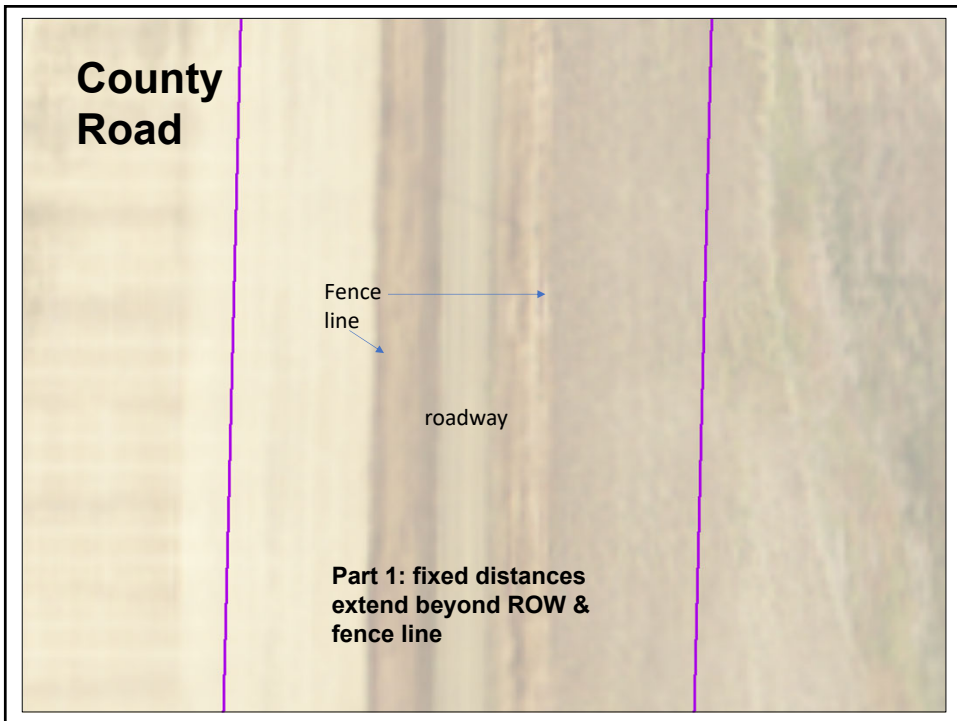 County
Road
Fence
line
roadway
Part 1: fixed distances
extend beyond ROW &
fence line